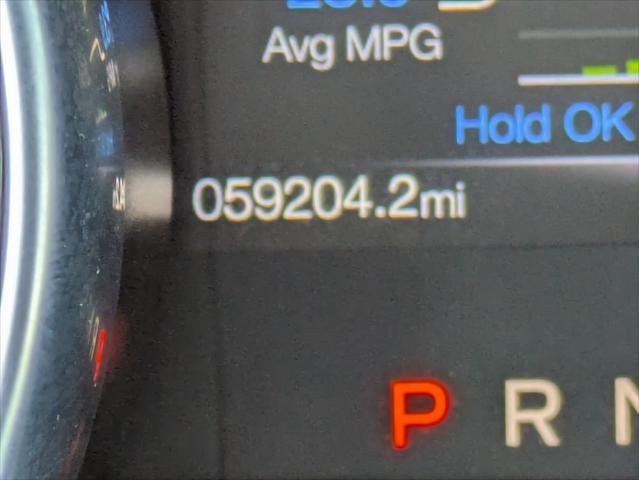 Avg MPG
Hold OK
059204.2mi
P R N